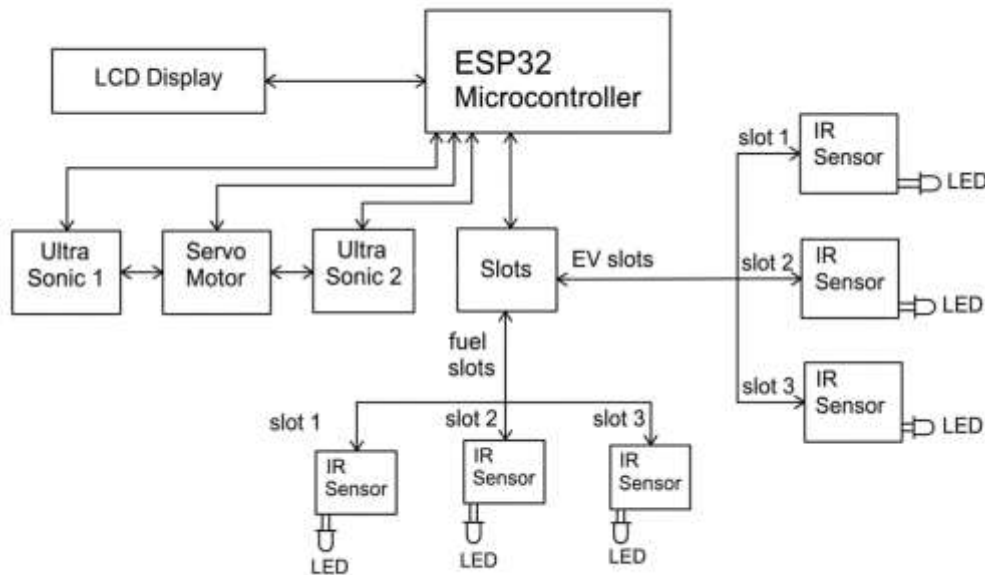 LCD Display
ESP32
Microcontroller
Ultra
Sonic 1
Servo
Motor
Ultra
Sonic 2
Slots
EV slots
slot 1
IR
Sensor
LED
slot 2
IR
Sensor
LED
slot 3
IR
Sensor
LED
fuel
slots
slot 1
slot 2
slot 3
IR
Sensor
IR
Sensor
IR
Sensor
LED
LED
LED